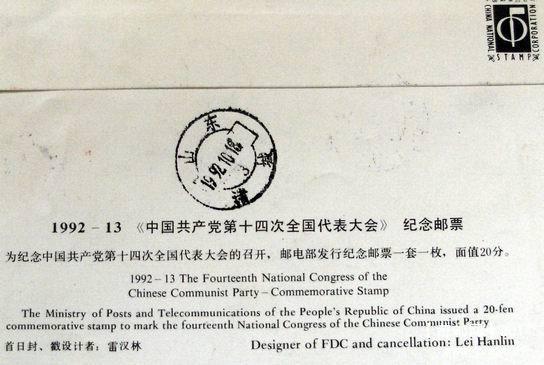 CHINA NATIONAL
STAMP
CORPORATION
山东
1992.10.18
3
1992－13 《中国共产党第十四次全国代表大会》 纪念邮票
为纪念中国共产党第十四次全国代表大会的召开，邮电部发行纪念邮票一套一枚，面值20分。
1992－13 The Fourteenth National Congress of the
Chinese Communist Party－Commemorative Stamp
The Ministry of Posts and Telecommunications of the People's Republic of China issued a 20-fen
commemorative stamp to mark the fourteenth National Congress of the Chinese Communist Party
首日封、戳设计者：雷汉林
Designer of FDC and cancellation: Lei Hanlin